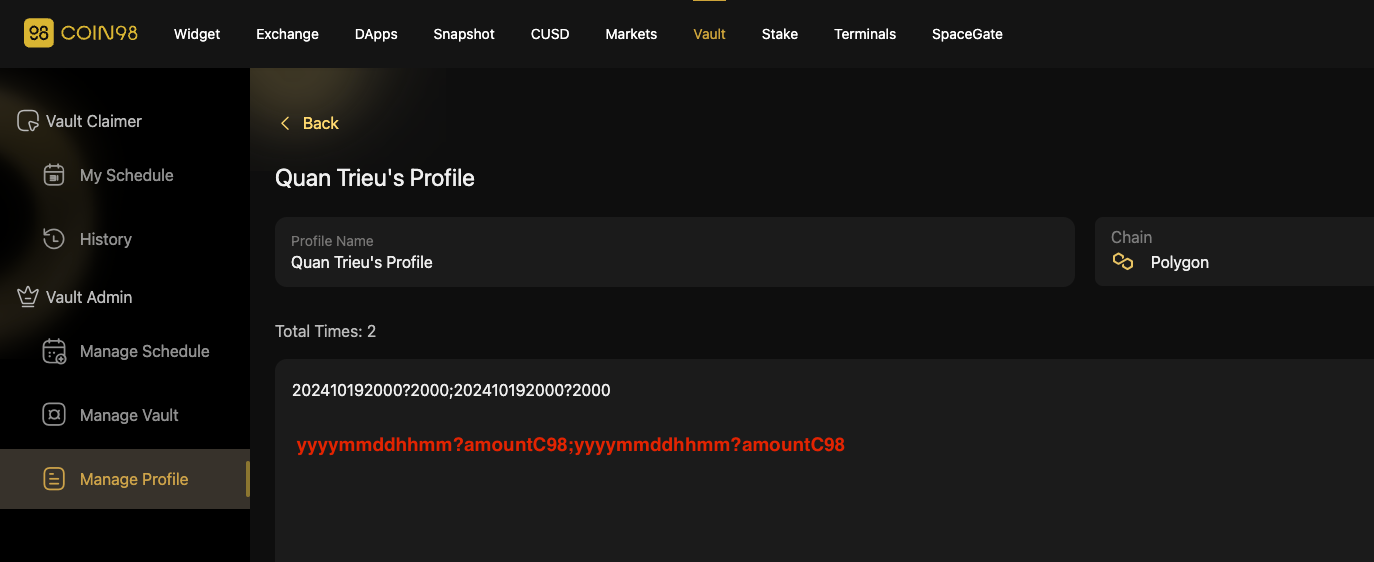 98 COIN98 Widget Exchange DApps Snapshot CUSD Markets Vault Stake Terminals SpaceGate
Vault Claimer
My Schedule
History
Vault Admin
Manage Schedule
Manage Vault
Manage Profile
Back
Quan Trieu's Profile
Profile Name
Quan Trieu's Profile
Chain
Polygon
Total Times: 2
202410192000?2000;202410192000?2000
yyyymmddhhmm?amountC98;yyyymmddhhmm?amountC98